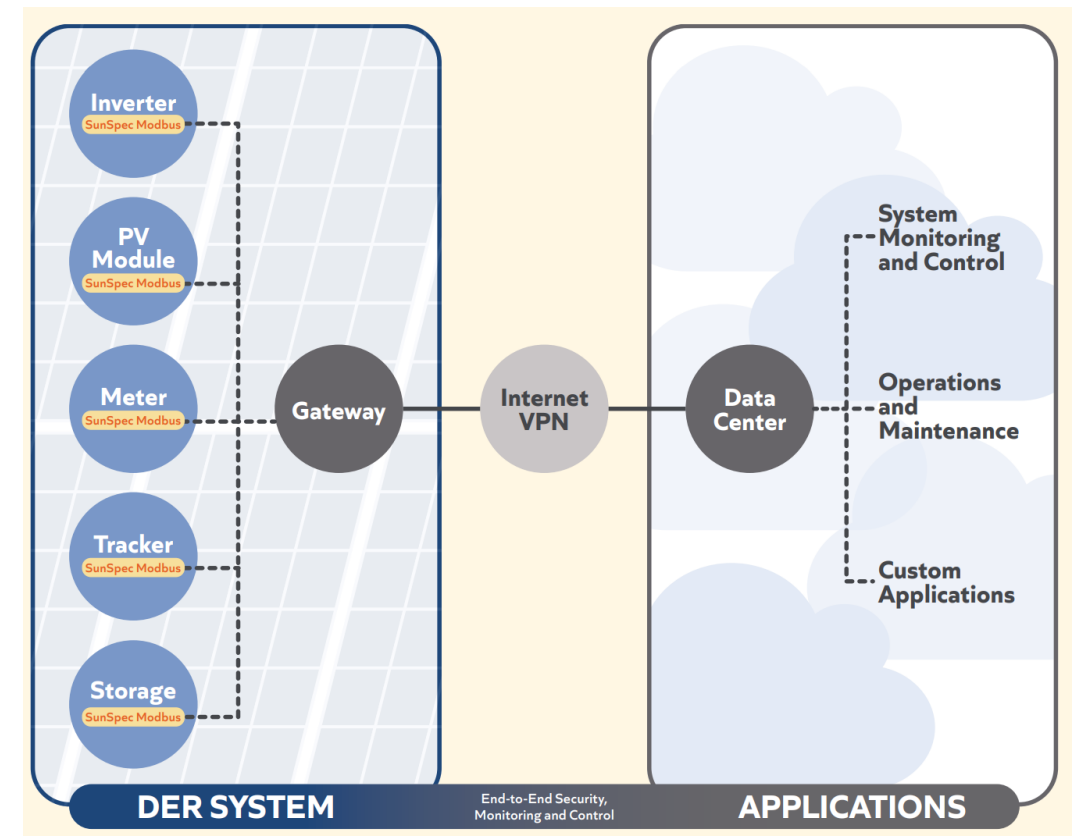 Inverter
SunSpec Modbus
PV
Module
SunSpec Modbus
Meter
SunSpec Modbus
Tracker
SunSpec Modbus
Storage
SunSpec Modbus
Gateway
Internet
VPN
Data
Center
System
Monitoring
and Control
Operations
and
Maintenance
Custom
Applications
DER SYSTEM
End-to-End Security,
Monitoring and Control
APPLICATIONS